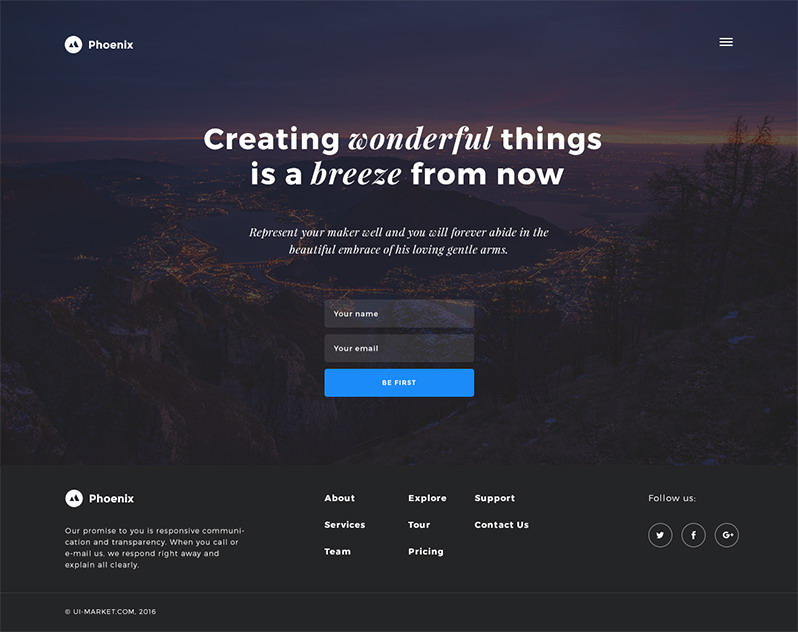 Phoenix
Creating wonderful things
is a breeze from now
Represent your maker well and you will forever abide in the
beautiful embrace of his loving gentle arms.
Your name
Your email
BE FIRST
Phoenix
Our promise to you is responsive communi-
cation and transparency. When you call or
e-mail us, we respond right away and
explain all clearly.
About
Services
Team
Explore
Tour
Pricing
Support
Contact Us
Follow us:
f
G+
© UI-MARKET.COM, 2016